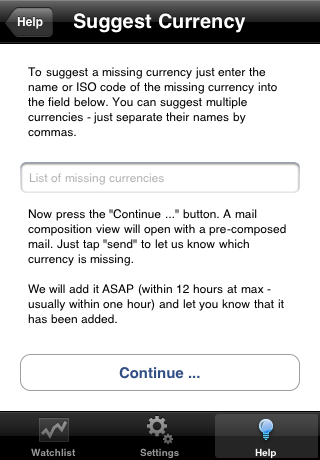 Help
Suggest Currency
To suggest a missing currency just enter the
name or ISO code of the missing currency into
the field below. You can suggest multiple
currencies - just separate their names by
commas.
List of missing currencies
Now press the "Continue ..." button. A mail
composition view will open with a pre-composed
mail. Just tap "send" to let us know which
currency is missing.
We will add it ASAP (within 12 hours at max -
usually within one hour) and let you know that it
has been added.
Continue ...
Watchlist
Settings
Help